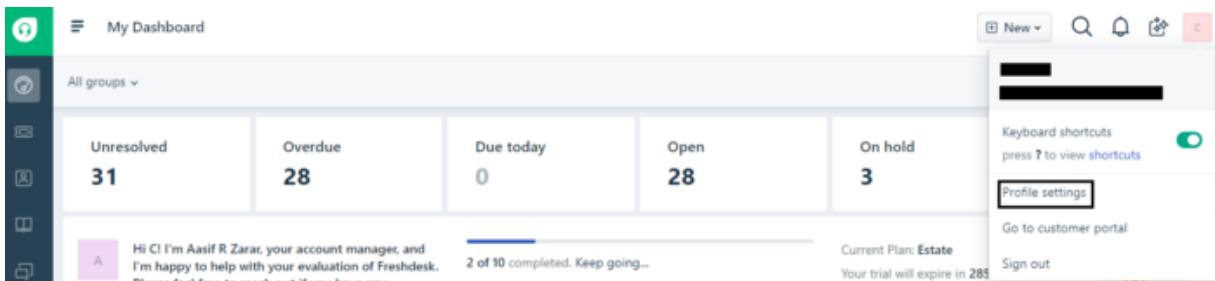 My Dashboard
New
C
All groups
Unresolved
31
Overdue
28
Due today
0
Open
28
On hold
3
Keyboard shortcuts
press ? to view shortcuts
Profile settings
Go to customer portal
Sign out
A
Hi C! I'm Aasif R Zarar, your account manager, and
I'm happy to help with your evaluation of Freshdesk.
2 of 10 completed. Keep going...
Current Plan: Estate
Your trial will expire in 285